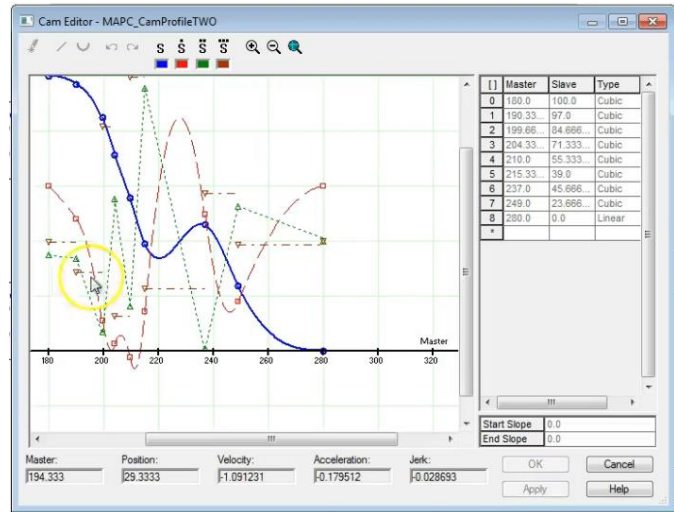 Cam Editor - MAPC_CamProfileTWO
S S S S
[ ] Master Slave Type
0 180.0 100.0 Cubic
1 190.33... 97.0 Cubic
2 199.66... 84.666... Cubic
3 204.33... 71.333... Cubic
4 210.0 55.333... Cubic
5 215.33... 39.0 Cubic
6 237.0 45.666... Cubic
7 249.0 23.666... Cubic
8 280.0 0.0 Linear
*
Master
180 200 220 240 260 280 300 320
Start Slope 0.0
End Slope 0.0
Master: Position: Velocity: Acceleration: Jerk:
194.333 29.3333 -1.091231 -0.179512 -0.028693
OK Cancel
Apply Help